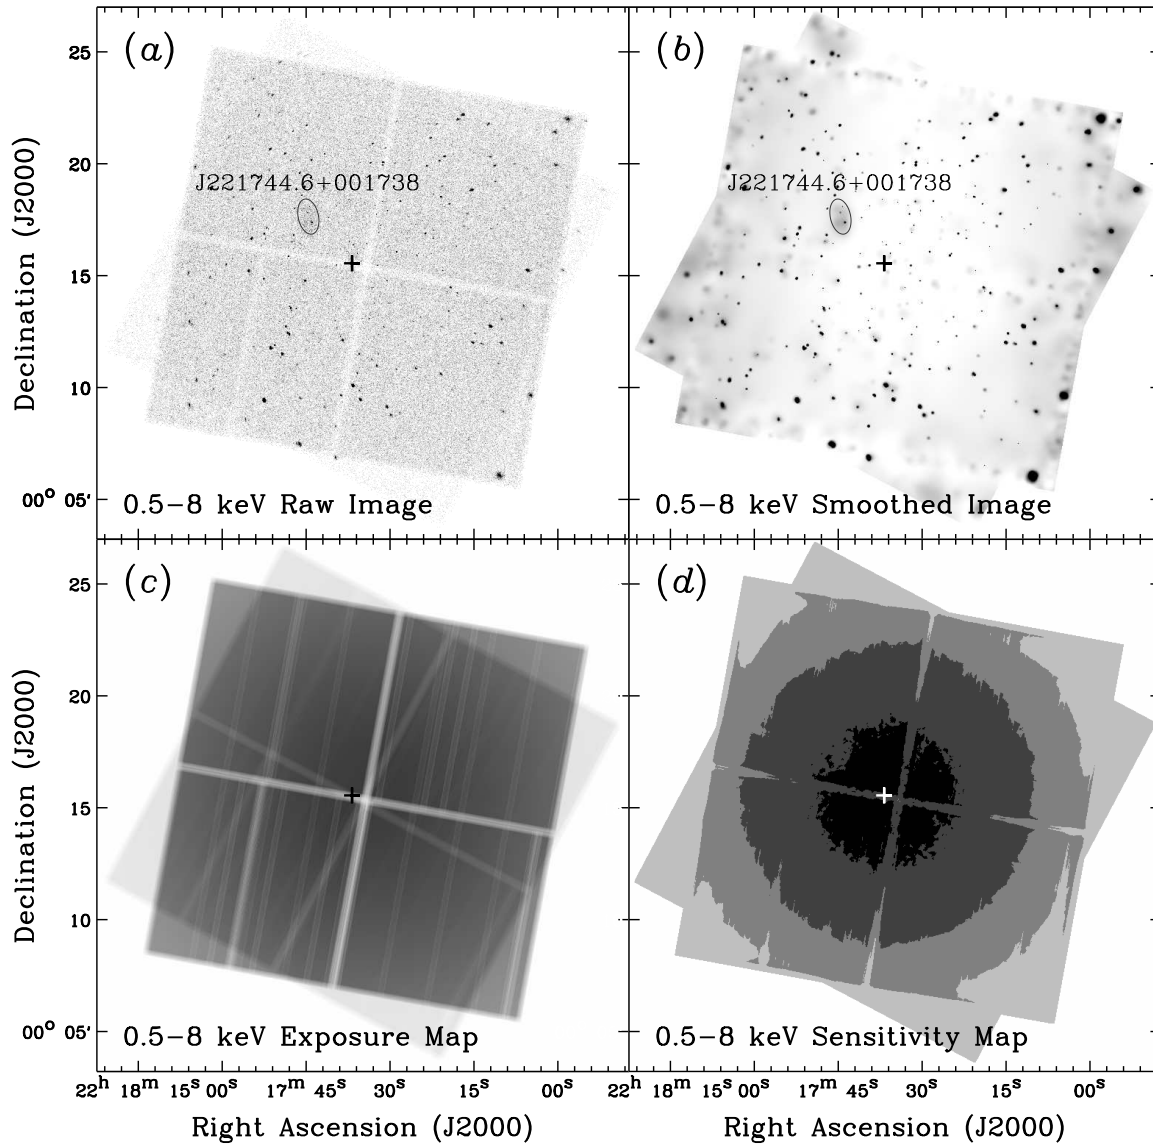 (a)
(b)
25
20
15
10
00° 05'
Declination (J2000)
J221744.6+001738
J221744.6+001738
0.5−8 keV Raw Image
0.5−8 keV Smoothed Image
(c)
(d)
25
20
15
10
00° 05'
Declination (J2000)
0.5−8 keV Exposure Map
0.5−8 keV Sensitivity Map
22ʰ 18ᵐ 15ˢ 00ˢ 17ᵐ 45ˢ 30ˢ 15ˢ 00ˢ 22ʰ 18ᵐ 15ˢ 00ˢ 17ᵐ 45ˢ 30ˢ 15ˢ 00ˢ
Right Ascension (J2000)
Right Ascension (J2000)